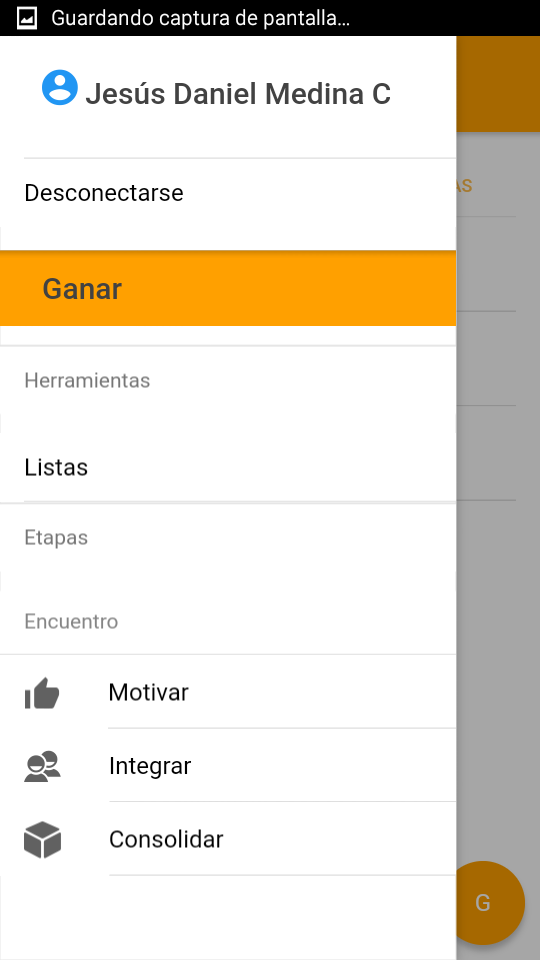 Guardando captura de pantalla...
Jesús Daniel Medina C
Desconectarse
AS
Ganar
Herramientas
Listas
Etapas
Encuentro
Motivar
Integrar
Consolidar
G